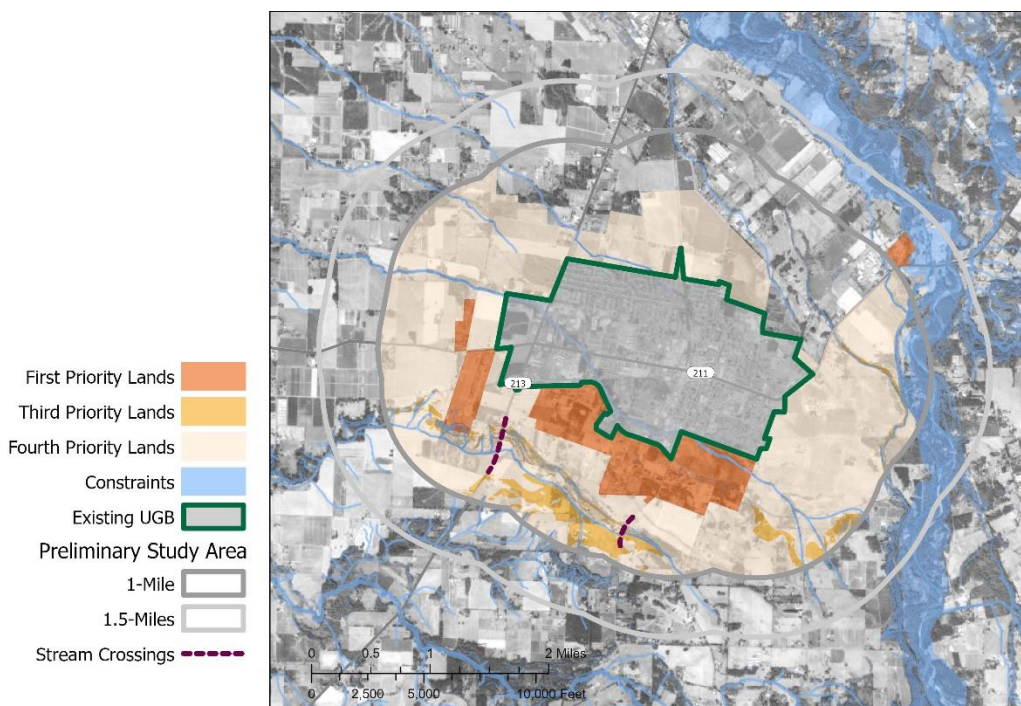 First Priority Lands
Third Priority Lands
Fourth Priority Lands
Constraints
Existing UGB
Preliminary Study Area
1-Mile
1.5-Miles
Stream Crossings
213
211
0 0.5 1 2 Miles
0 2,500 5,000 10,000 Feet